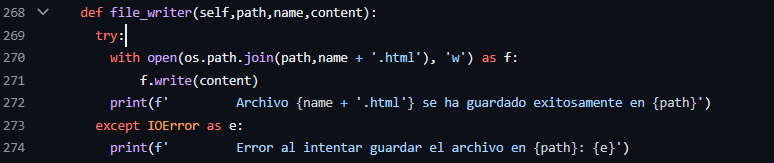 268 def file_writer(self,path,name,content):
269 try:
270 with open(os.path.join(path,name + '.html'), 'w') as f:
271 f.write(content)
272 print(f'        Archivo {name + '.html'} se ha guardado exitosamente en {path}')
273 except IOError as e:
274 print(f'        Error al intentar guardar el archivo en {path}: {e}')